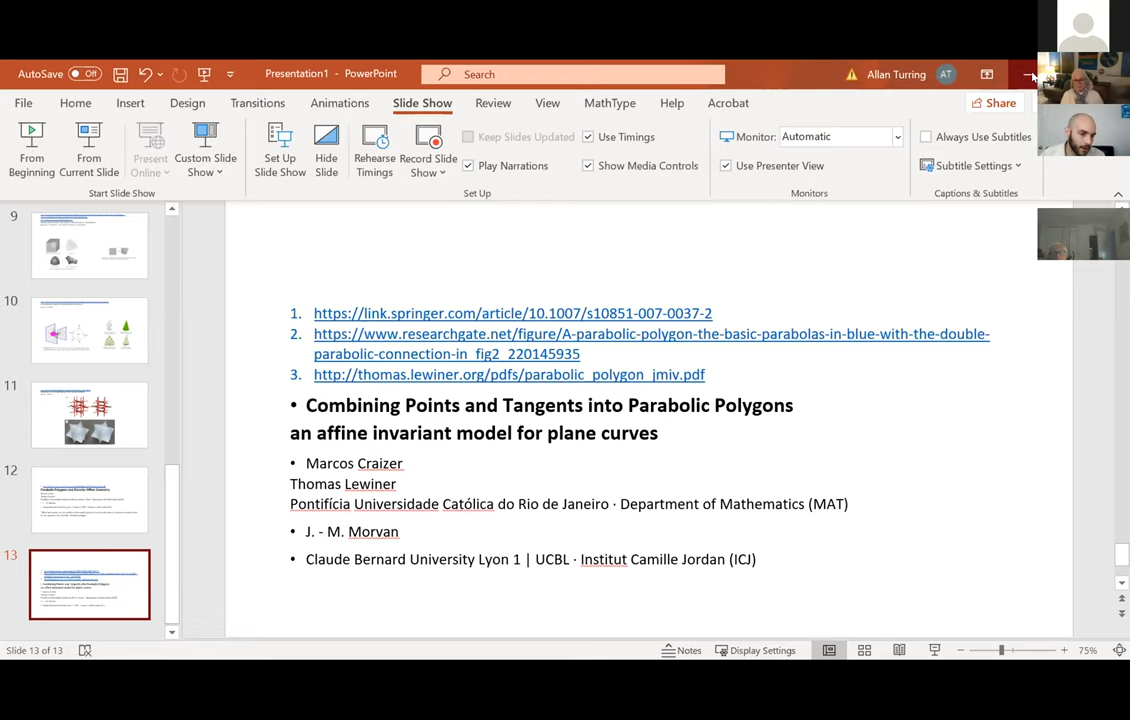 AutoSave Off Presentation1 - PowerPoint Search Allan Turring AT
File Home Insert Design Transitions Animations Slide Show Review View MathType Help Acrobat Share
From Beginning
From Current Slide
Present Online
Custom Slide Show
Set Up Slide Show
Hide Slide
Rehearse Timings
Record Slide Show
Keep Slides Updated
Use Timings
Play Narrations
Show Media Controls
Monitor: Automatic
Use Presenter View
Always Use Subtitles
Subtitle Settings
Start Slide Show Set Up Monitors Captions & Subtitles
9
10
11
12
13
1. https://link.springer.com/article/10.1007/s10851-007-0037-2
2. https://www.researchgate.net/figure/A-parabolic-polygon-the-basic-parabolas-in-blue-with-the-double-
parabolic-connection-in_fig2_220145935
3. http://thomas.lewiner.org/pdfs/parabolic_polygon_jmiv.pdf
• Combining Points and Tangents into Parabolic Polygons
an affine invariant model for plane curves
• Marcos Craizer
Thomas Lewiner
Pontifícia Universidade Católica do Rio de Janeiro · Department of Mathematics (MAT)
• J. - M. Morvan
• Claude Bernard University Lyon 1 | UCBL · Institut Camille Jordan (ICJ)
Slide 13 of 13 Notes Display Settings 75%